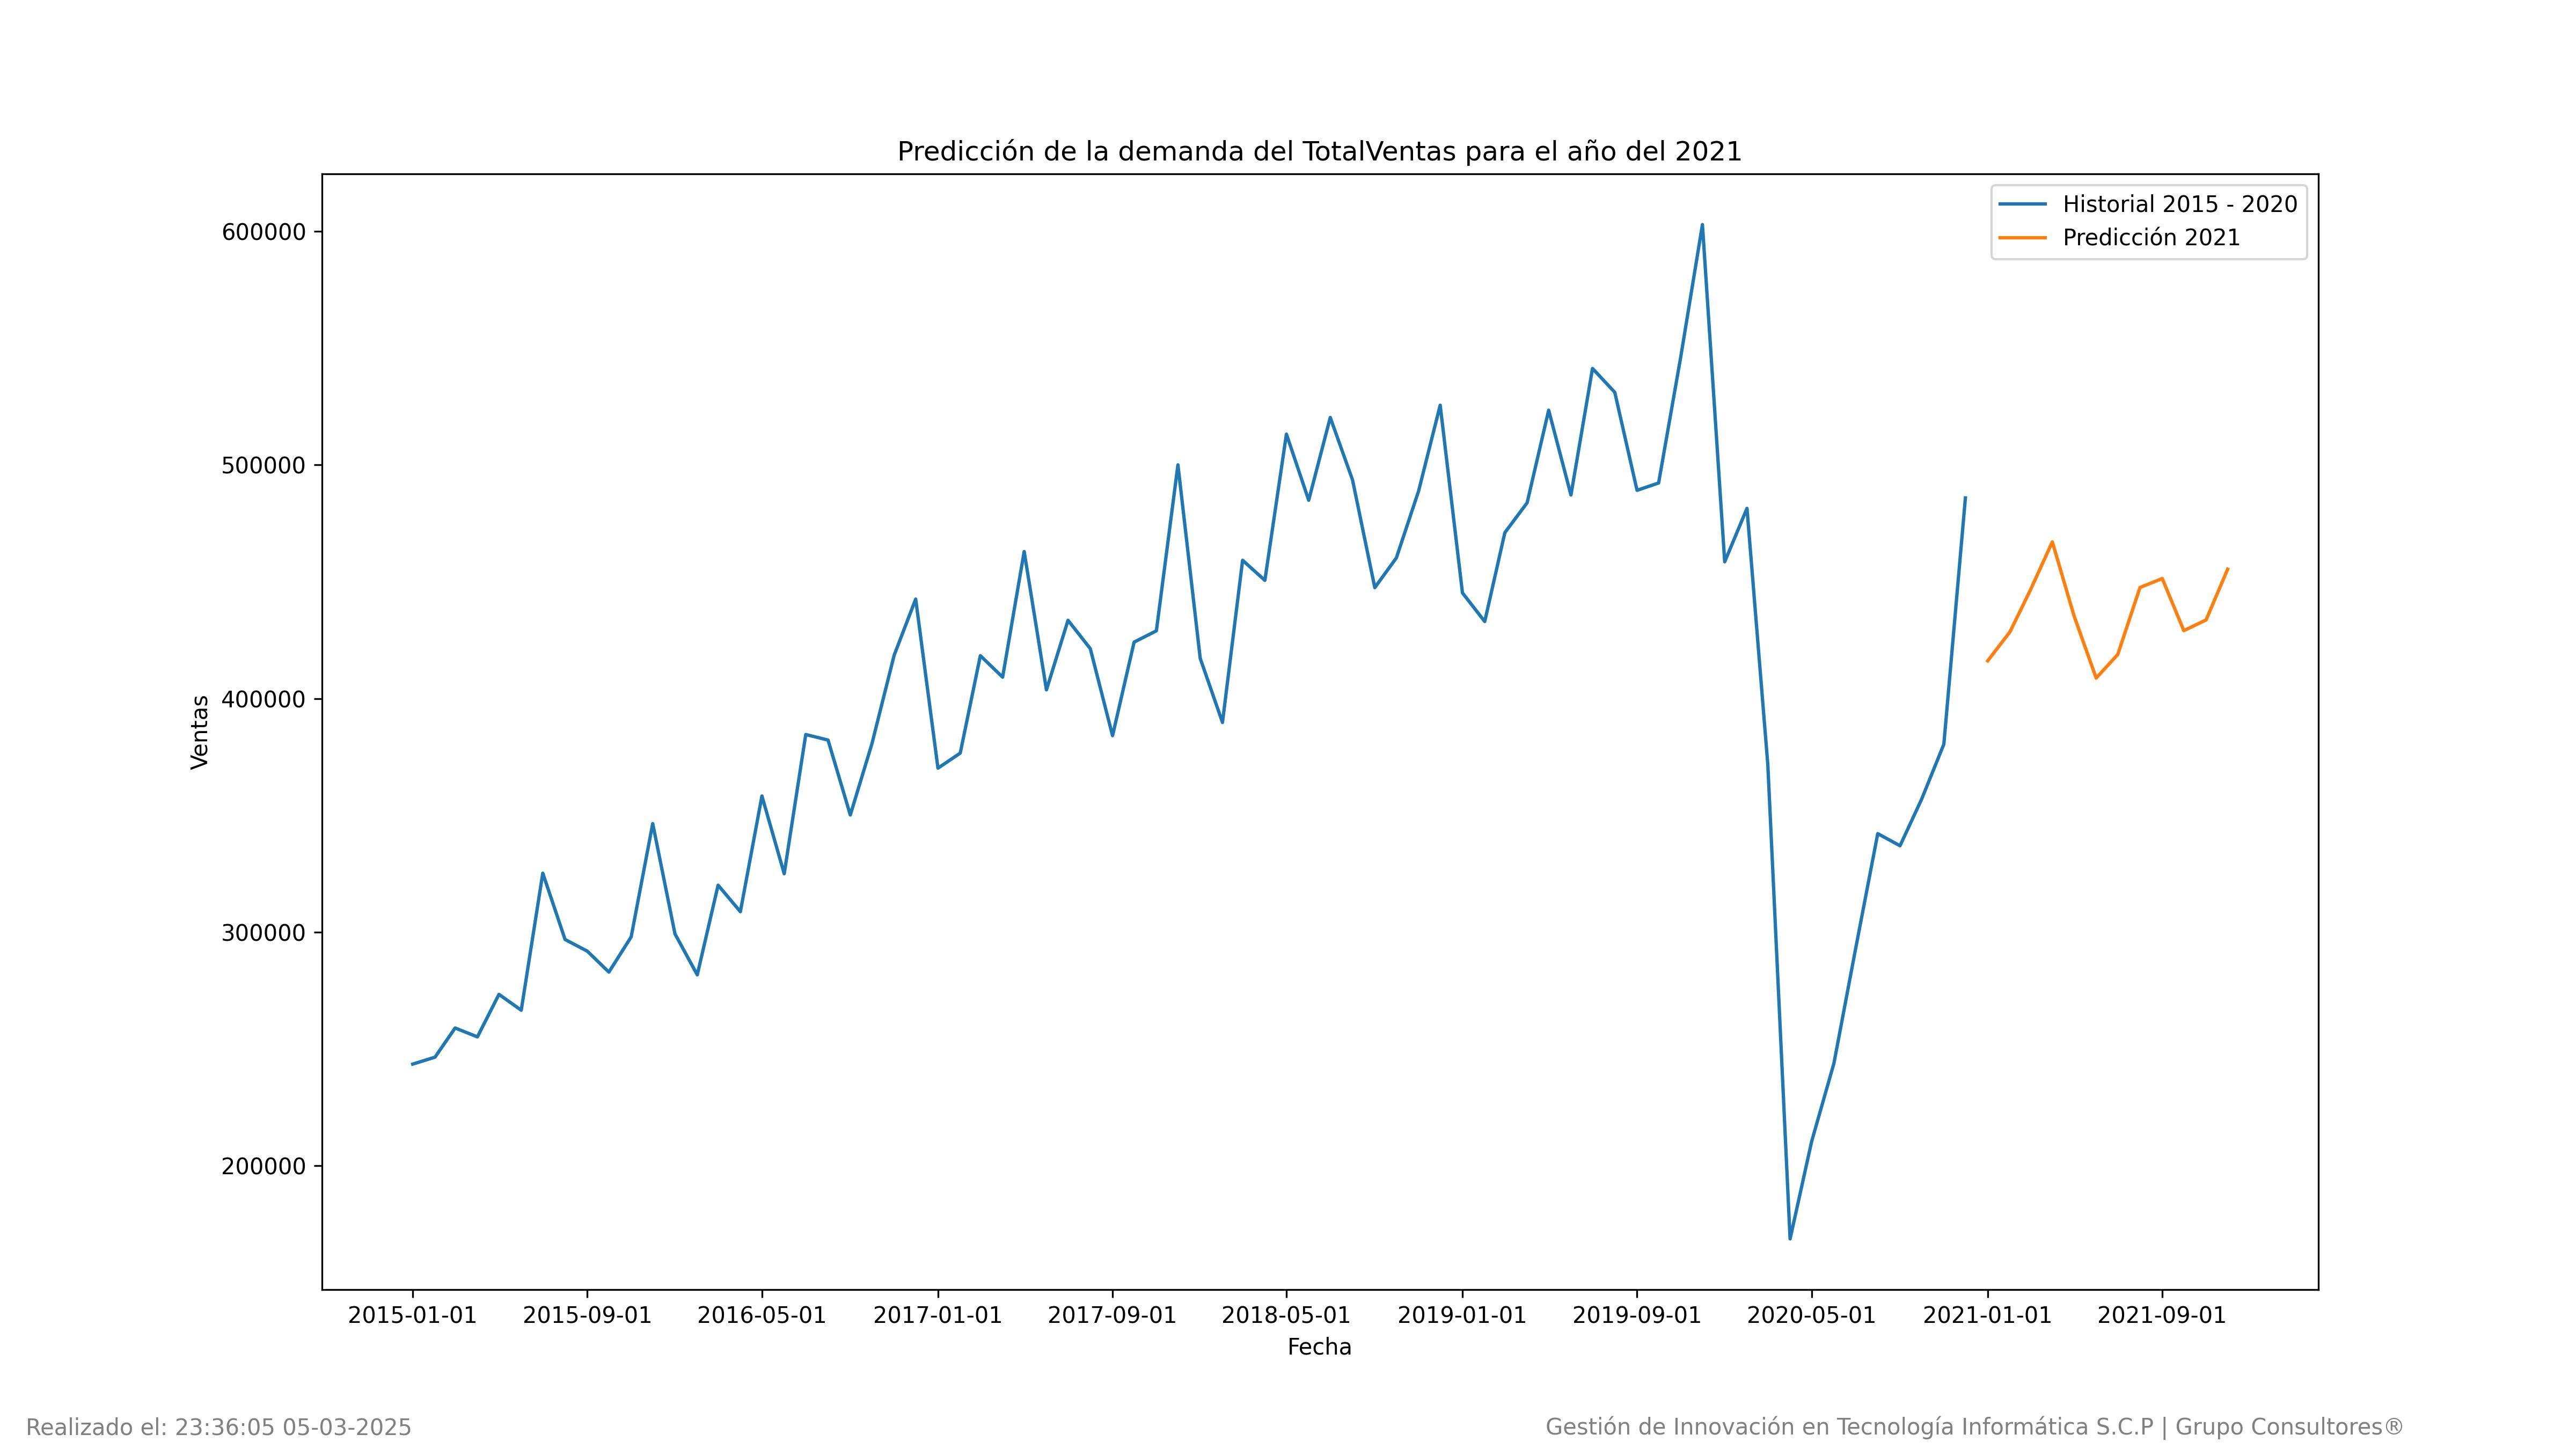 Predicción de la demanda del TotalVentas para el año del 2021
Historial 2015 - 2020
Predicción 2021
600000
500000
400000
300000
200000
Ventas
2015-01-01 2015-09-01 2016-05-01 2017-01-01 2017-09-01 2018-05-01 2019-01-01 2019-09-01 2020-05-01 2021-01-01 2021-09-01
Fecha
Realizado el: 23:36:05 05-03-2025
Gestión de Innovación en Tecnología Informática S.C.P | Grupo Consultores®